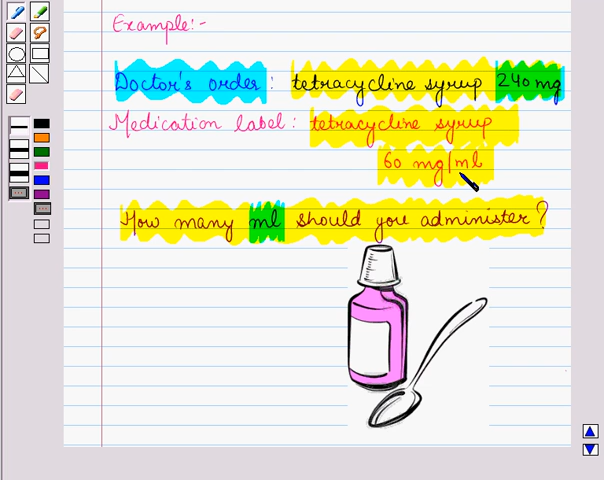 Example:-
Doctor's order: tetracycline syrup 240 mg
Medication label: tetracycline syrup
60 mg/ml
How many ml should you administer?